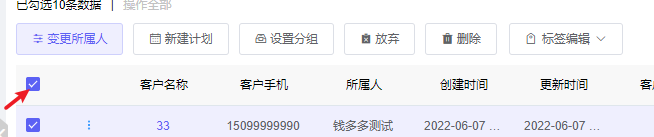 已勾选10条数据 | 操作全部
变更所属人 新建计划 设置分组 放弃 删除 标签编辑
客户名称 客户手机 所属人 创建时间 更新时间 客
33 15099999990 钱多多测试 2022-06-07 ... 2022-06-07 ...